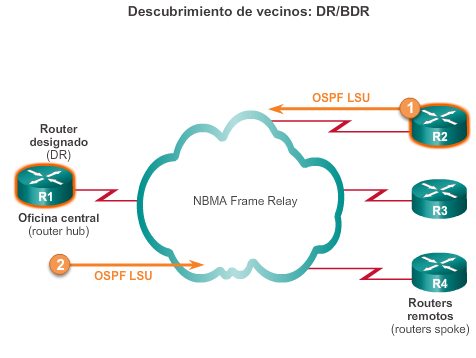 Descubrimiento de vecinos: DR/BDR
OSPF LSU
1
R2
Router
designado
(DR)
R1
Oficina central
(router hub)
NBMA Frame Relay
R3
2
OSPF LSU
R4
Routers
remotos
(routers spoke)